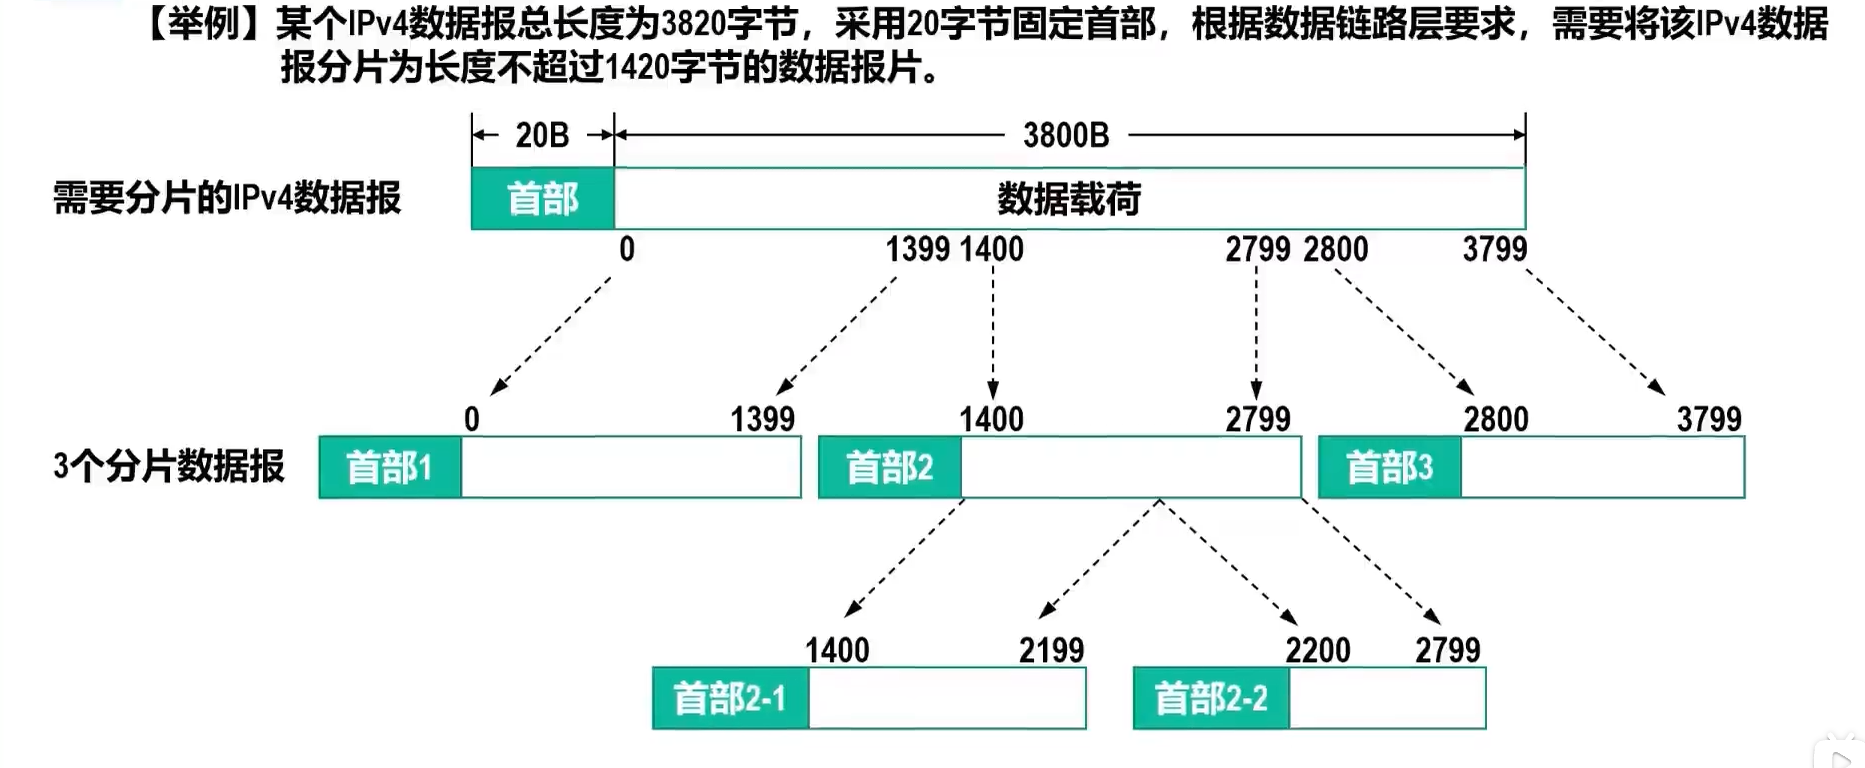 【举例】某个IPv4数据报总长度为3820字节，采用20字节固定首部，根据数据链路层要求，需要将该IPv4数据
报分片为长度不超过1420字节的数据报片。
20B 3800B
需要分片的IPv4数据报 首部 数据载荷
0 1399 1400 2799 2800 3799
0 1399 1400 2799 2800 3799
3个分片数据报 首部1 首部2 首部3
1400 2199 2200 2799
首部2-1 首部2-2